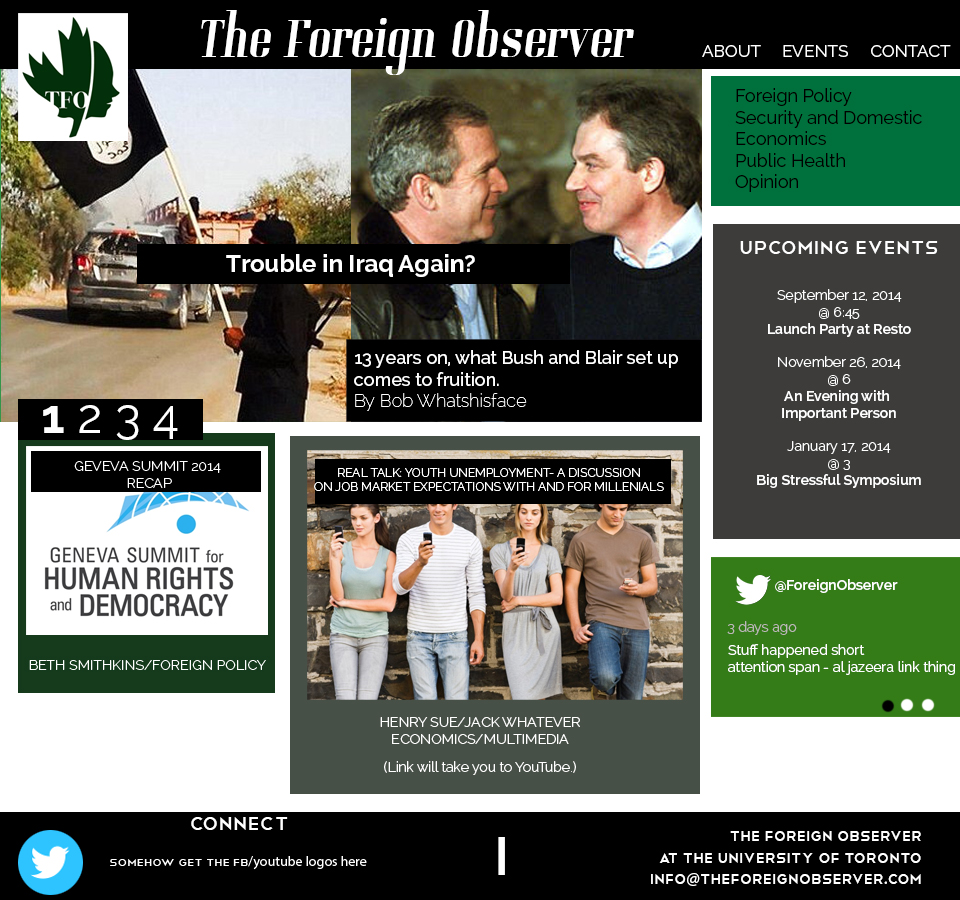 The Foreign Observer
TFO
ABOUT EVENTS CONTACT
Foreign Policy
Security and Domestic
Economics
Public Health
Opinion
Trouble in Iraq Again?
13 years on, what Bush and Blair set up
comes to fruition.
By Bob Whatshisface
1 2 3 4
UPCOMING EVENTS
September 12, 2014
@ 6:45
Launch Party at Resto
November 26, 2014
@ 6
An Evening with
Important Person
January 17, 2014
@ 3
Big Stressful Symposium
GEVEVA SUMMIT 2014
RECAP
GENEVA SUMMIT for
HUMAN RIGHTS
and DEMOCRACY
BETH SMITHKINS/FOREIGN POLICY
REAL TALK: YOUTH UNEMPLOYMENT- A DISCUSSION
ON JOB MARKET EXPECTATIONS WITH AND FOR MILLENIALS
HENRY SUE/JACK WHATEVER
ECONOMICS/MULTIMEDIA
(Link will take you to YouTube.)
@ForeignObserver
3 days ago
Stuff happened short
attention span - al jazeera link thing
CONNECT
SOMEHOW GET THE FB/youtube logos here
THE FOREIGN OBSERVER
AT THE UNIVERSITY OF TORONTO
INFO@THEFOREIGNOBSERVER.COM